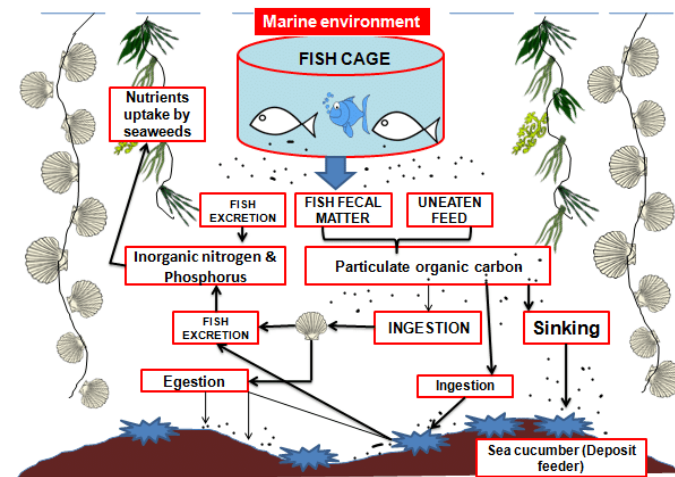 Marine environment
FISH CAGE
Nutrients
uptake by
seaweeds
FISH
EXCRETION
FISH FECAL
MATTER
UNEATEN
FEED
Inorganic nitrogen &
Phosphorus
Particulate organic carbon
FISH
EXCRETION
INGESTION
Sinking
Egestion
Ingestion
Sea cucumber (Deposit
feeder)